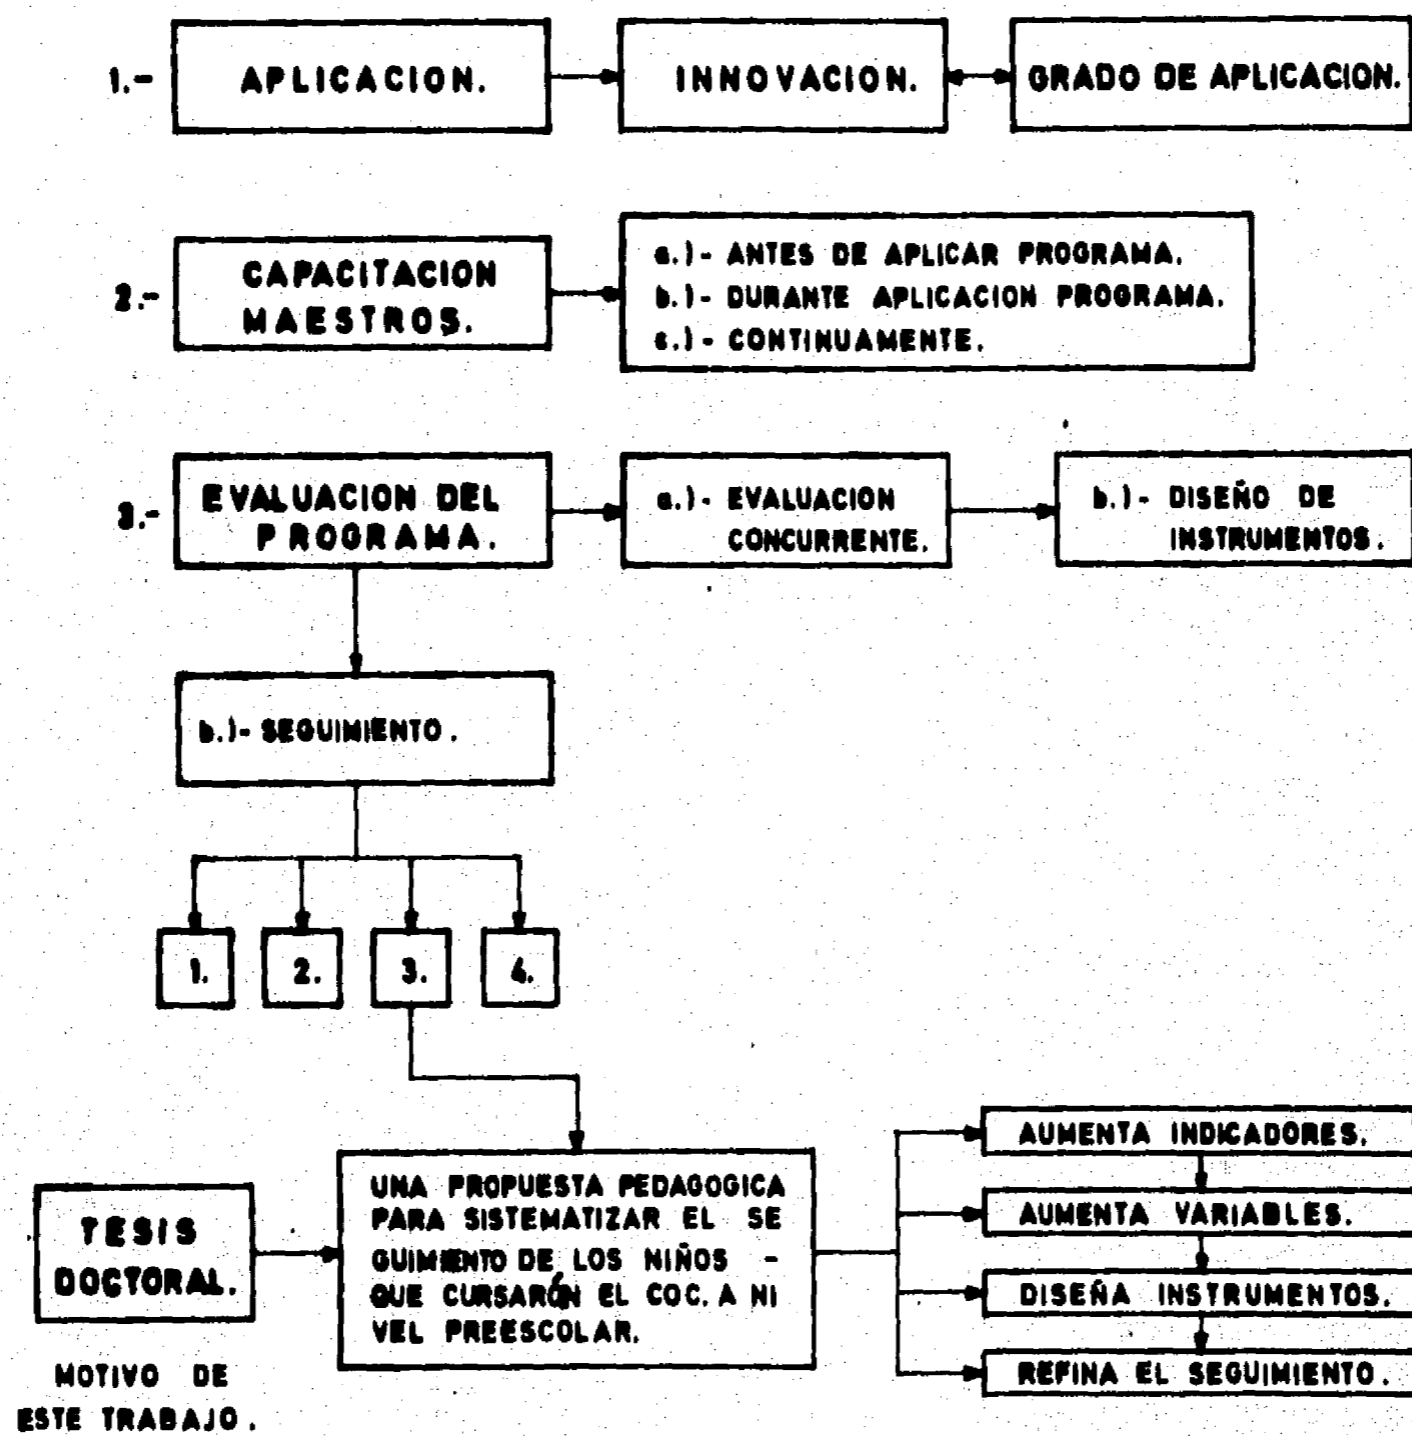 1.- APLICACION. INNOVACION. GRADO DE APLICACION.
2.- CAPACITACION
MAESTROS.
a.)- ANTES DE APLICAR PROGRAMA.
b.)- DURANTE APLICACION PROGRAMA.
c.)- CONTINUAMENTE.
3.- EVALUACION DEL
PROGRAMA.
a.)- EVALUACION
CONCURRENTE.
b.)- DISEÑO DE
INSTRUMENTOS.
b.)- SEGUIMIENTO.
1. 2. 3. 4.
TESIS
DOCTORAL.
MOTIVO DE
ESTE TRABAJO.
UNA PROPUESTA PEDAGOGICA
PARA SISTEMATIZAR EL SE
GUIMIENTO DE LOS NIÑOS -
QUE CURSARÓN EL COC. A NI
VEL PREESCOLAR.
AUMENTA INDICADORES.
AUMENTA VARIABLES.
DISEÑA INSTRUMENTOS.
REFINA EL SEGUIMIENTO.